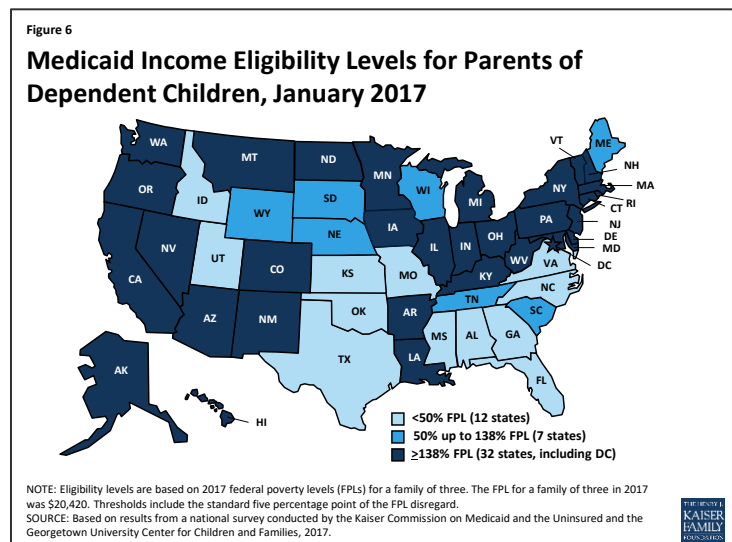 Figure 6
Medicaid Income Eligibility Levels for Parents of
Dependent Children, January 2017
WA
MT
ND
MN
VT
ME
NH
OR
ID
WY
SD
WI
MI
NY
MA
RI
CT
NV
UT
CO
NE
IA
IL
IN
OH
PA
NJ
DE
MD
DC
CA
AZ
NM
KS
MO
KY
WV
VA
NC
OK
AR
TN
SC
TX
LA
MS
AL
GA
FL
AK
HI
<50% FPL (12 states)
50% up to 138% FPL (7 states)
≥138% FPL (32 states, including DC)
NOTE: Eligibility levels are based on 2017 federal poverty levels (FPLs) for a family of three. The FPL for a family of three in 2017
was $20,420. Thresholds include the standard five percentage point of the FPL disregard.
SOURCE: Based on results from a national survey conducted by the Kaiser Commission on Medicaid and the Uninsured and the
Georgetown University Center for Children and Families, 2017.
THE HENRY J.
KAISER
FAMILY
FOUNDATION